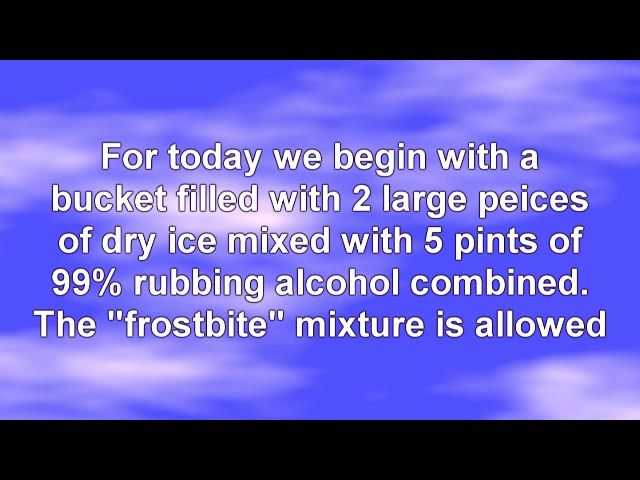 For today we begin with a
bucket filled with 2 large peices
of dry ice mixed with 5 pints of
99% rubbing alcohol combined.
The "frostbite" mixture is allowed